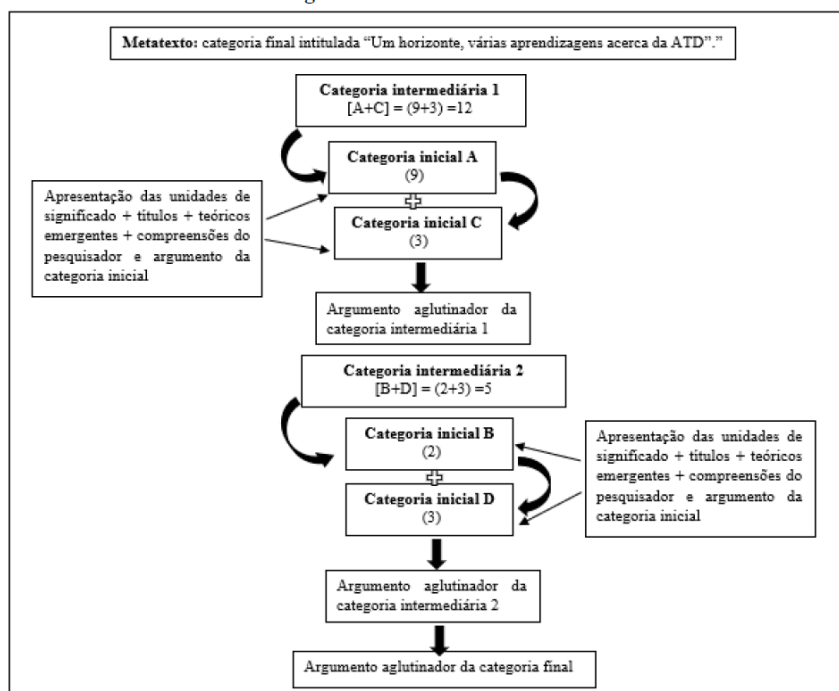 Metatexto: categoria final intitulada “Um horizonte, várias aprendizagens acerca da ATD”.”
Categoria intermediária 1
[A+C] = (9+3) =12
Categoria inicial A
(9)
Apresentação das unidades de
significado + títulos + teóricos
emergentes + compreensões do
pesquisador e argumento da
categoria inicial
Categoria inicial C
(3)
Argumento aglutinador da
categoria intermediária 1
Categoria intermediária 2
[B+D] = (2+3) =5
Categoria inicial B
(2)
Apresentação das unidades de
significado + títulos + teóricos
emergentes + compreensões do
pesquisador e argumento da
categoria inicial
Categoria inicial D
(3)
Argumento aglutinador da
categoria intermediária 2
Argumento aglutinador da categoria final